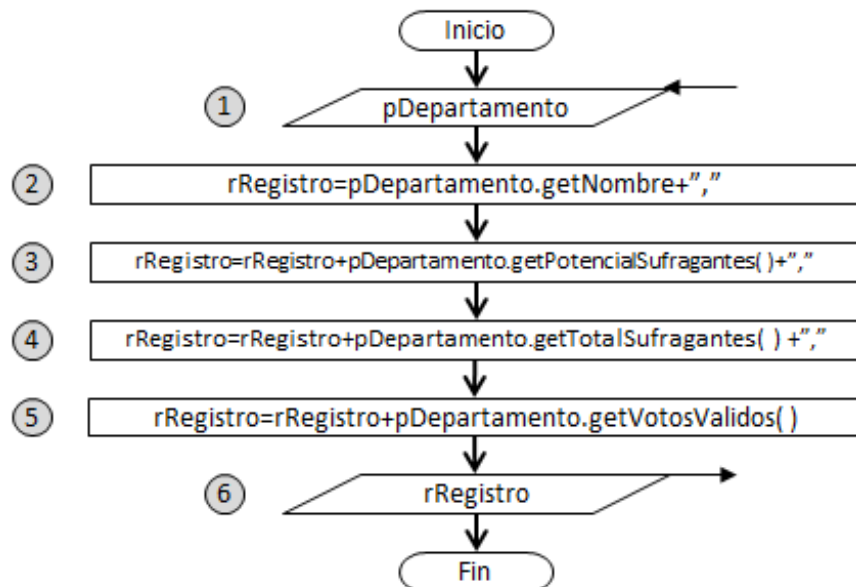 Inicio
1 pDepartamento
2 rRegistro=pDepartamento.getNombre+”,”
3 rRegistro=rRegistro+pDepartamento.getPotencialSufragantes( )+”,”
4 rRegistro=rRegistro+pDepartamento.getTotalSufragantes( ) +”,”
5 rRegistro=rRegistro+pDepartamento.getVotosValidos( )
6 rRegistro
Fin